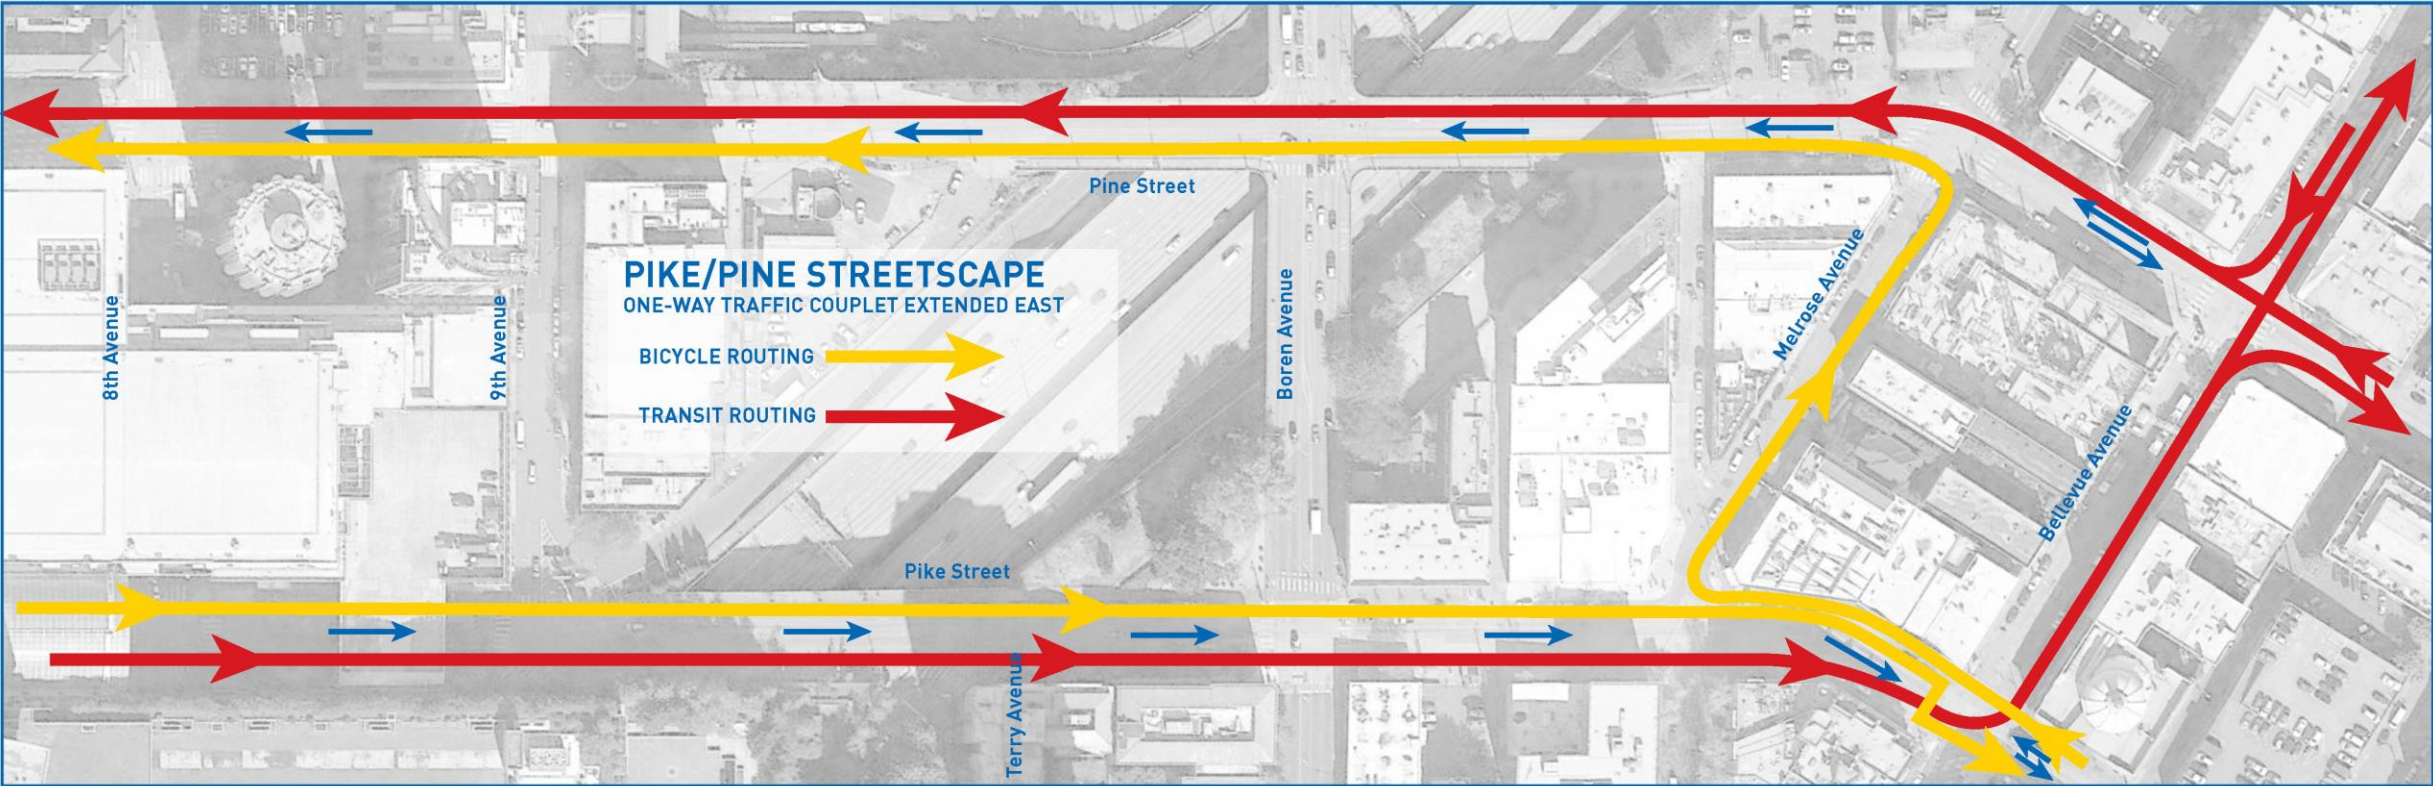 Pine Street
PIKE/PINE STREETSCAPE
ONE-WAY TRAFFIC COUPLET EXTENDED EAST
BICYCLE ROUTING
TRANSIT ROUTING
8th Avenue
9th Avenue
Boren Avenue
Melrose Avenue
Bellevue Avenue
Pike Street
Terry Avenue